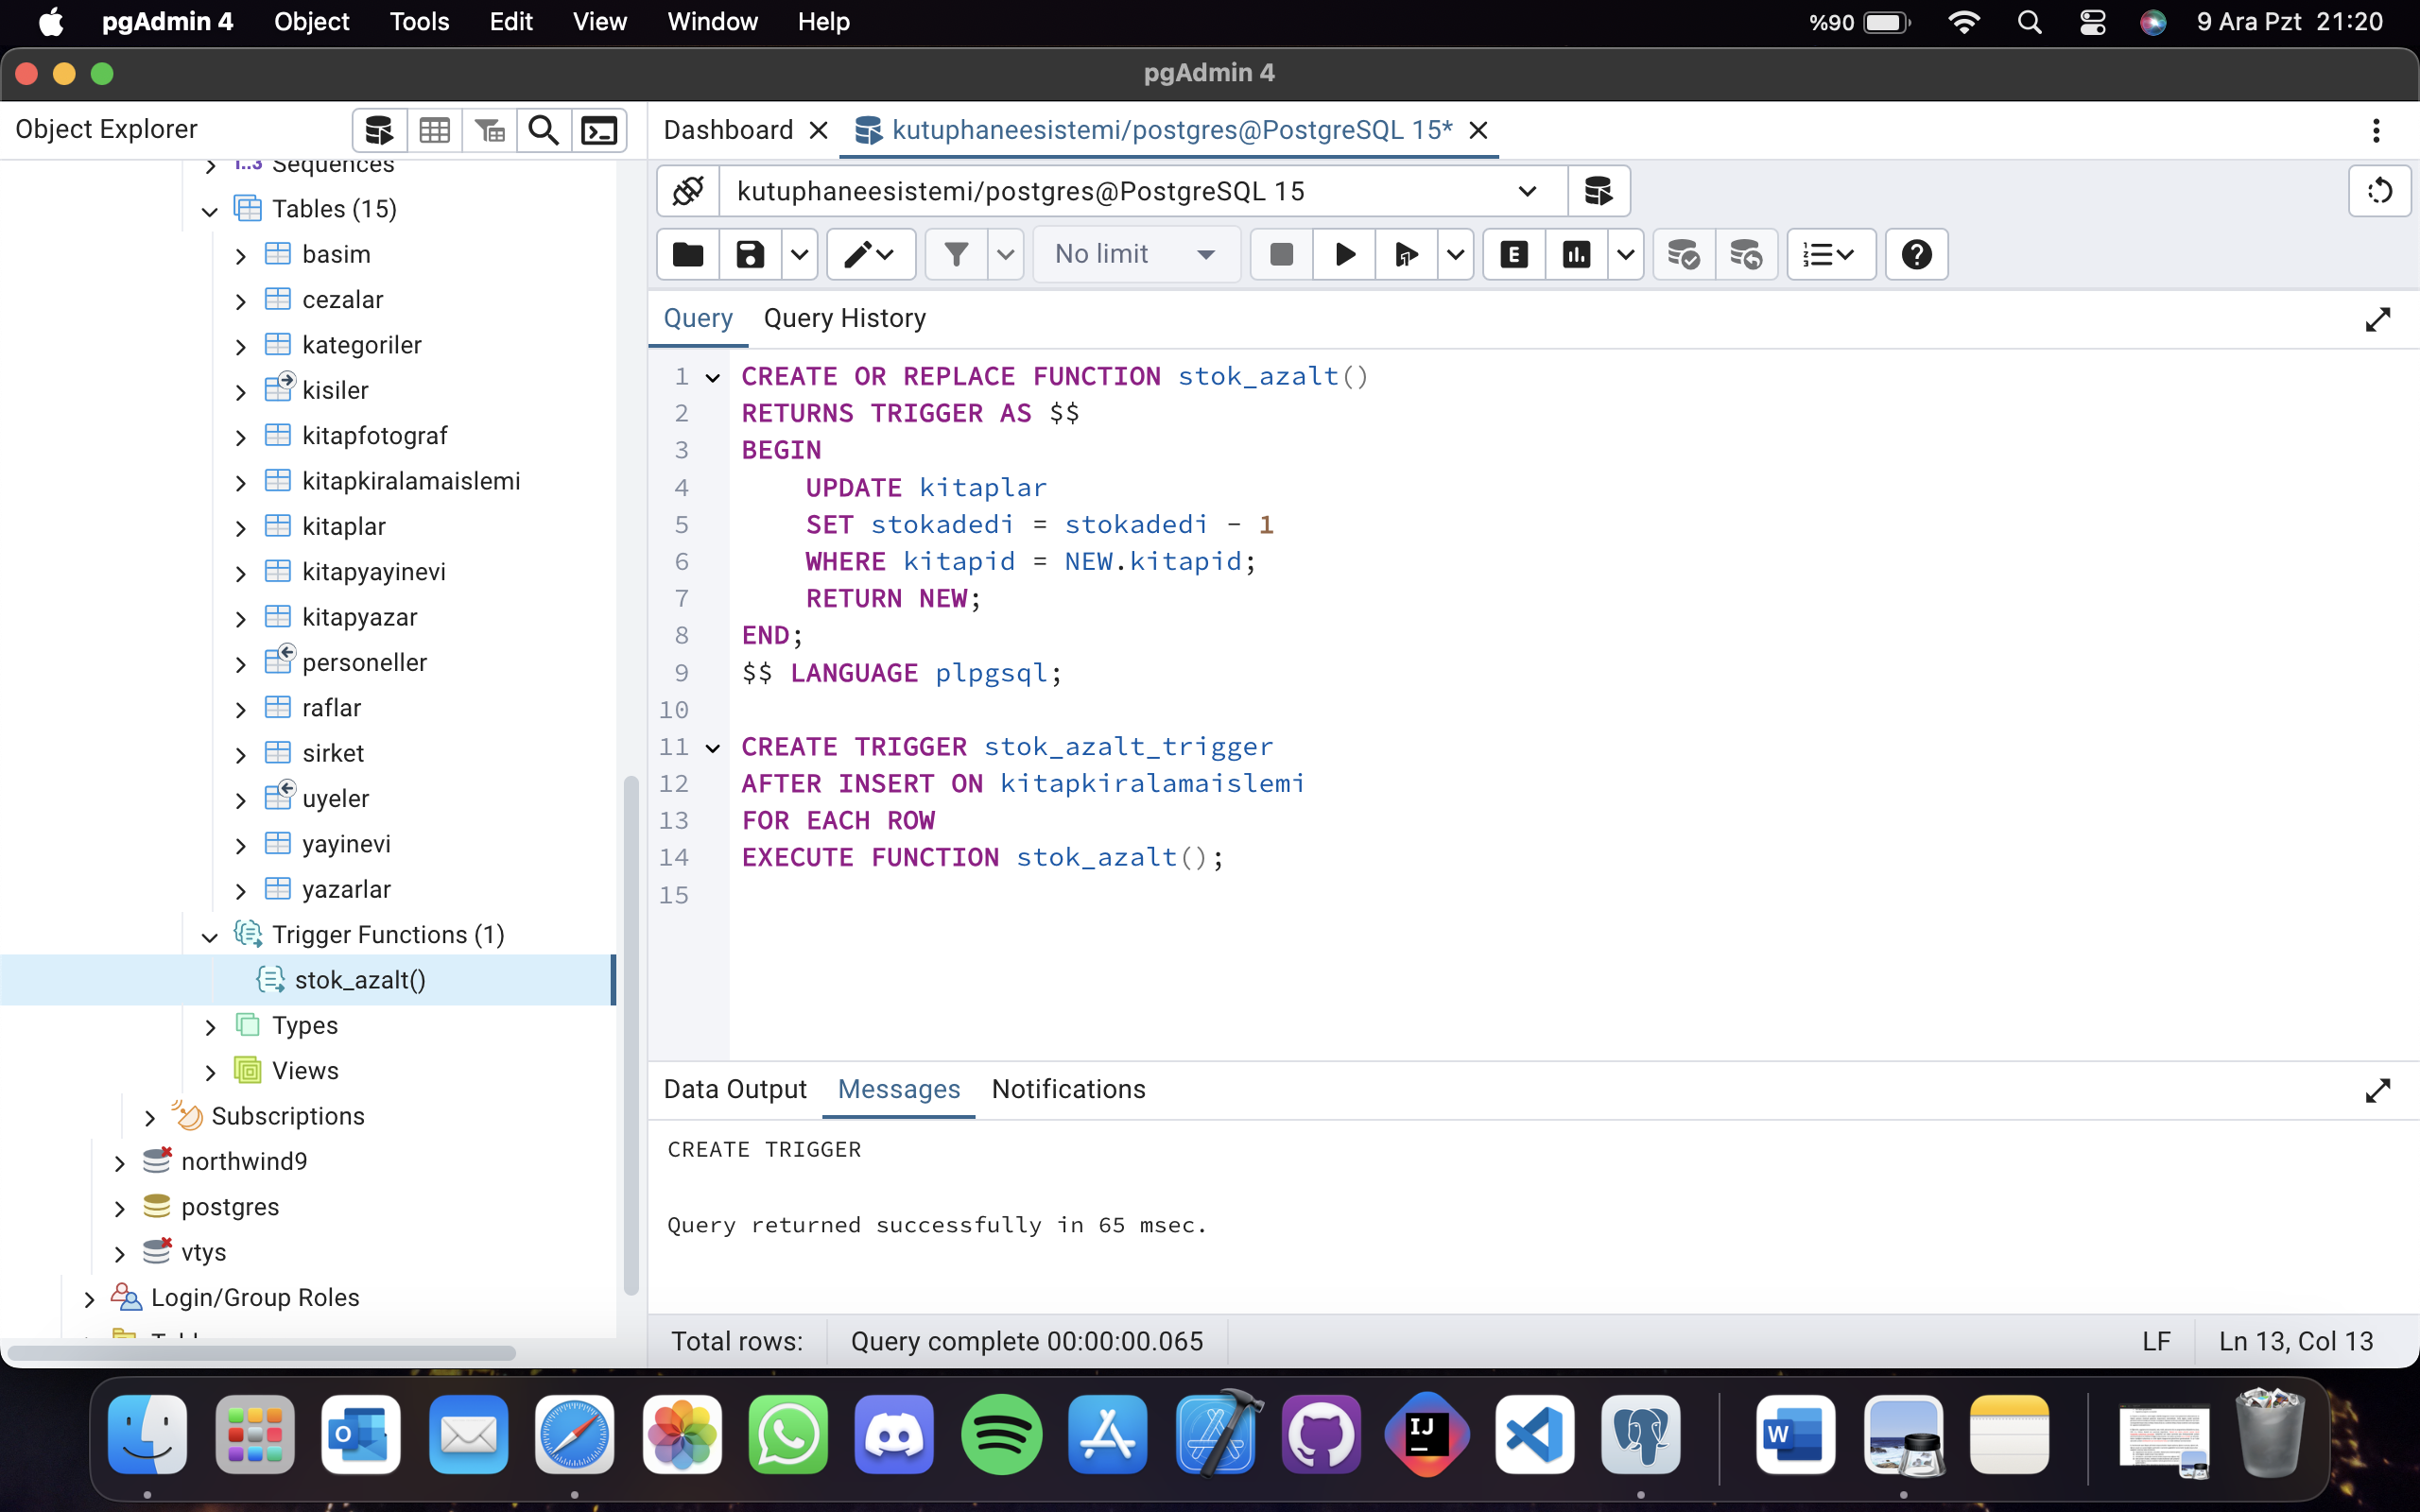 pgAdmin 4 Object Tools Edit View Window Help %90 9 Ara Pzt 21:20
pgAdmin 4
Object Explorer
1..3 Sequences
Tables (15)
basim
cezalar
kategoriler
kisiler
kitapfotograf
kitapkiralamaislemi
kitaplar
kitapyayinevi
kitapyazar
personeller
raflar
sirket
uyeler
yayinevi
yazarlar
Trigger Functions (1)
stok_azalt()
Types
Views
Subscriptions
northwind9
postgres
vtys
Login/Group Roles
Dashboard kutuphaneesistemi/postgres@PostgreSQL 15*
kutuphaneesistemi/postgres@PostgreSQL 15
No limit E
Query Query History
1 CREATE OR REPLACE FUNCTION stok_azalt()
2 RETURNS TRIGGER AS $$
3 BEGIN
4 UPDATE kitaplar
5 SET stokadedi = stokadedi - 1
6 WHERE kitapid = NEW.kitapid;
7 RETURN NEW;
8 END;
9 $$ LANGUAGE plpgsql;
10
11 CREATE TRIGGER stok_azalt_trigger
12 AFTER INSERT ON kitapkiralamaislemi
13 FOR EACH ROW
14 EXECUTE FUNCTION stok_azalt();
15
Data Output Messages Notifications
CREATE TRIGGER
Query returned successfully in 65 msec.
Total rows: Query complete 00:00:00.065 LF Ln 13, Col 13
O IJ W